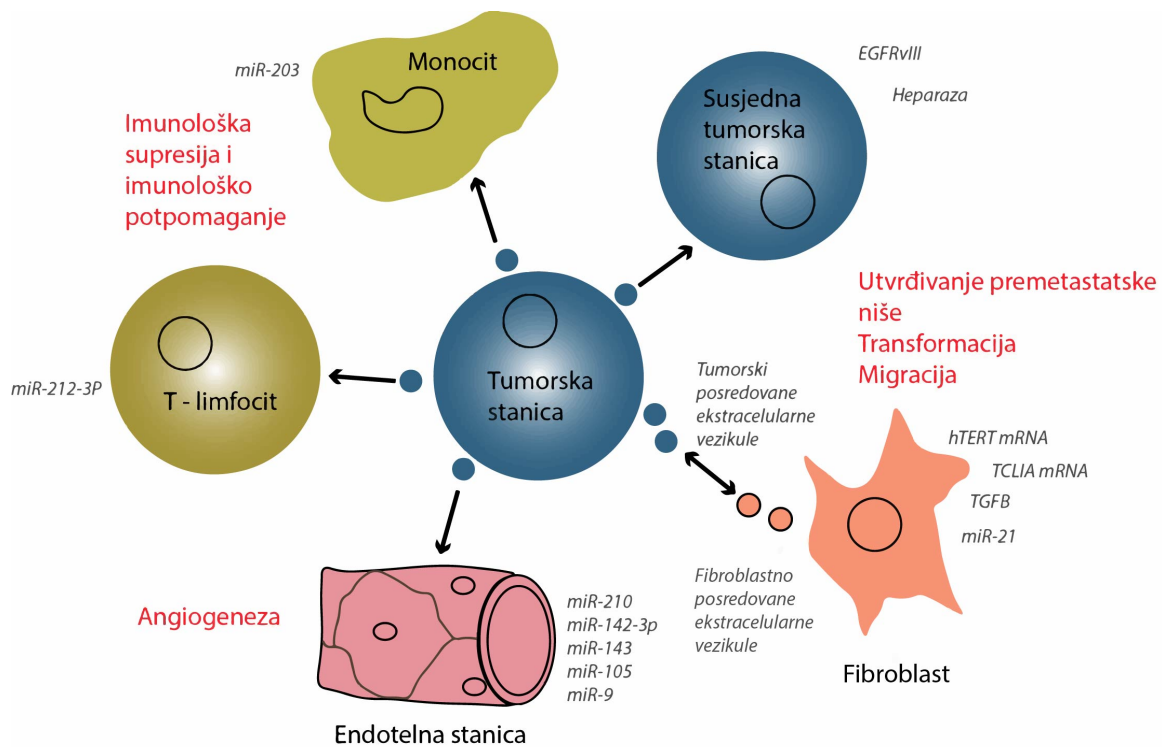 miR-203
Monocit
EGFRvIII
Heparaza
Susjedna
tumorska
stanica
Imunološka
supresija i
imunološko
potpomaganje
Utvrđivanje premetastatske
niše
Transformacija
Migracija
miR-212-3P
T - limfocit
Tumorska
stanica
Tumorski
posredovane
ekstracelularne
vezikule
hTERT mRNA
TCLIA mRNA
TGFB
miR-21
Fibroblastno
posredovane
ekstracelularne
vezikule
Fibroblast
Angiogeneza
miR-210
miR-142-3p
miR-143
miR-105
miR-9
Endotelna stanica